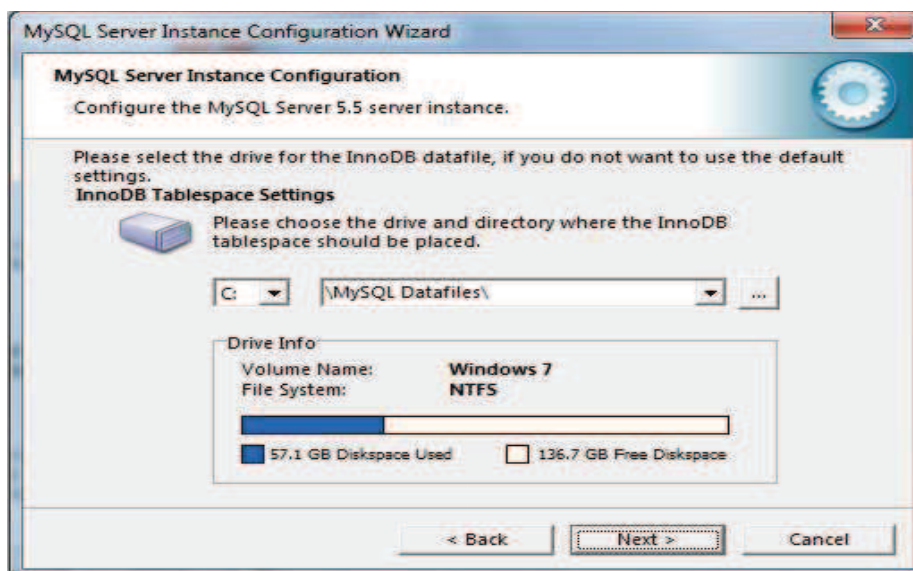 MySQL Server Instance Configuration Wizard
MySQL Server Instance Configuration
Configure the MySQL Server 5.5 server instance.
Please select the drive for the InnoDB datafile, if you do not want to use the default
settings.
InnoDB Tablespace Settings
Please choose the drive and directory where the InnoDB
tablespace should be placed.
C: \MySQL Datafiles\ ...
Drive Info
Volume Name: Windows 7
File System: NTFS
57.1 GB Diskspace Used 136.7 GB Free Diskspace
< Back Next > Cancel